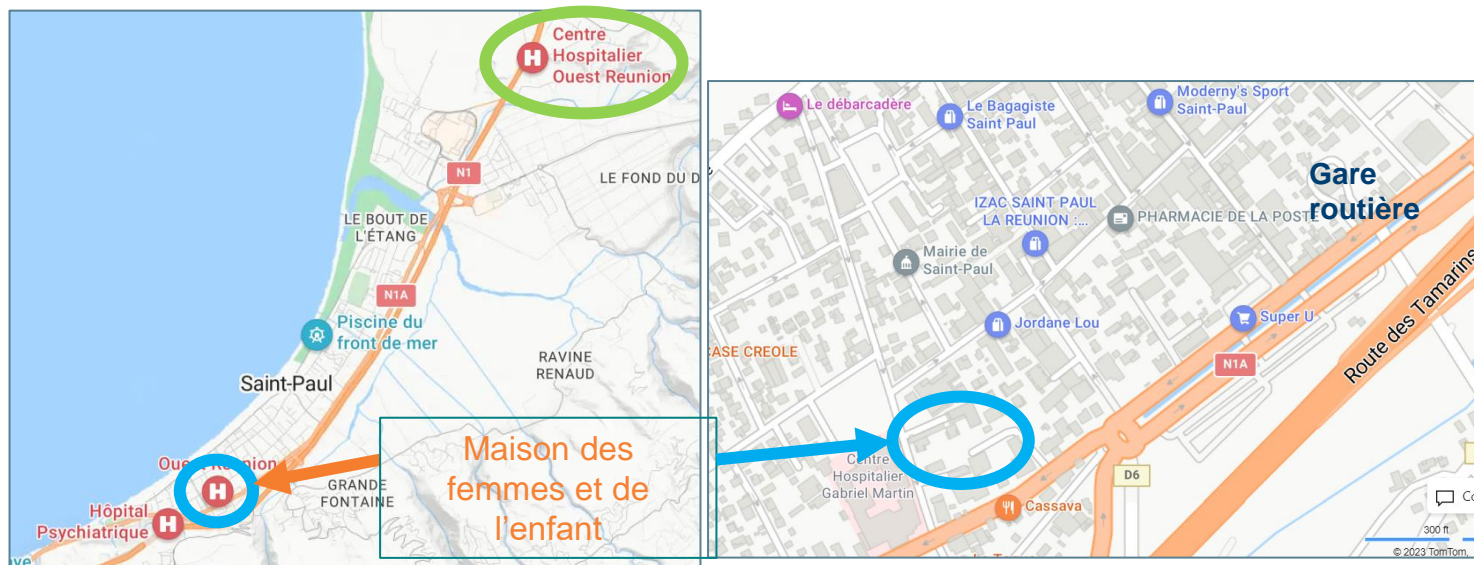 Centre
Hospitalier
Ouest Reunion
N1
LE FOND DU D
LE BOUT DE
L'ÉTANG
N1A
Piscine du
front de mer
RAVINE
RENAUD
Saint-Paul
Ouest Reunion
GRANDE
FONTAINE
Hôpital
Psychiatrique
Maison des
femmes et de
l'enfant
Le débarcadère
Le Bagagiste
Saint Paul
Moderny's Sport
Saint-Paul
Gare
routière
IZAC SAINT PAUL
LA REUNION :...
PHARMACIE DE LA POSTE
Mairie de
Saint-Paul
Jordane Lou
Super U
CASE CREOLE
N1A
Route des Tamarins
Centre
Hospitalier
Gabriel Martin
D6
Cassava
Co
300 ft
© 2023 TomTom,